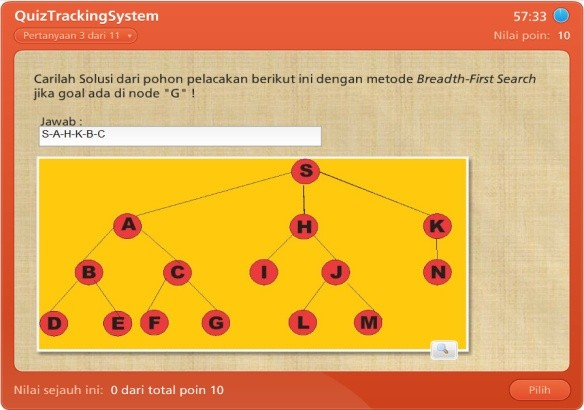 QuizTrackingSystem
57:33
Pertanyaan 3 dari 11
Nilai poin: 10
Carilah Solusi dari pohon pelacakan berikut ini dengan metode Breadth-First Search
jika goal ada di node "G" !
Jawab :
S-A-H-K-B-C
S
A H K
B C I J N
D E F G L M
Nilai sejauh ini: 0 dari total poin 10
Pilih